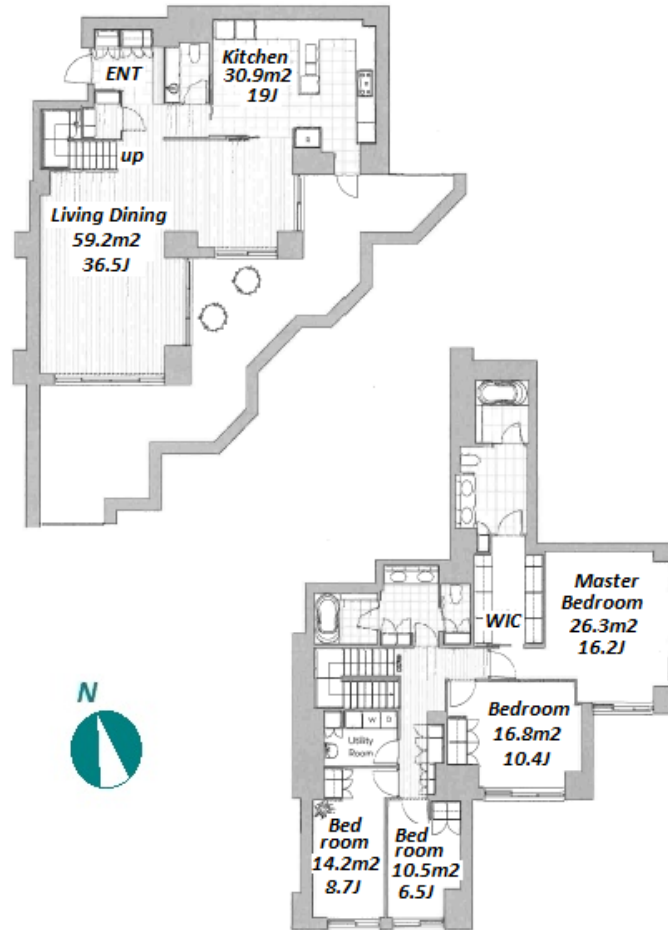 Kitchen
30.9m2
19J
ENT
up
Living Dining
59.2m2
36.5J
Master
Bedroom
26.3m2
16.2J
WIC
N
Bedroom
16.8m2
10.4J
W D
Utility
Room
Bed
room
14.2m2
8.7J
Bed
room
10.5m2
6.5J